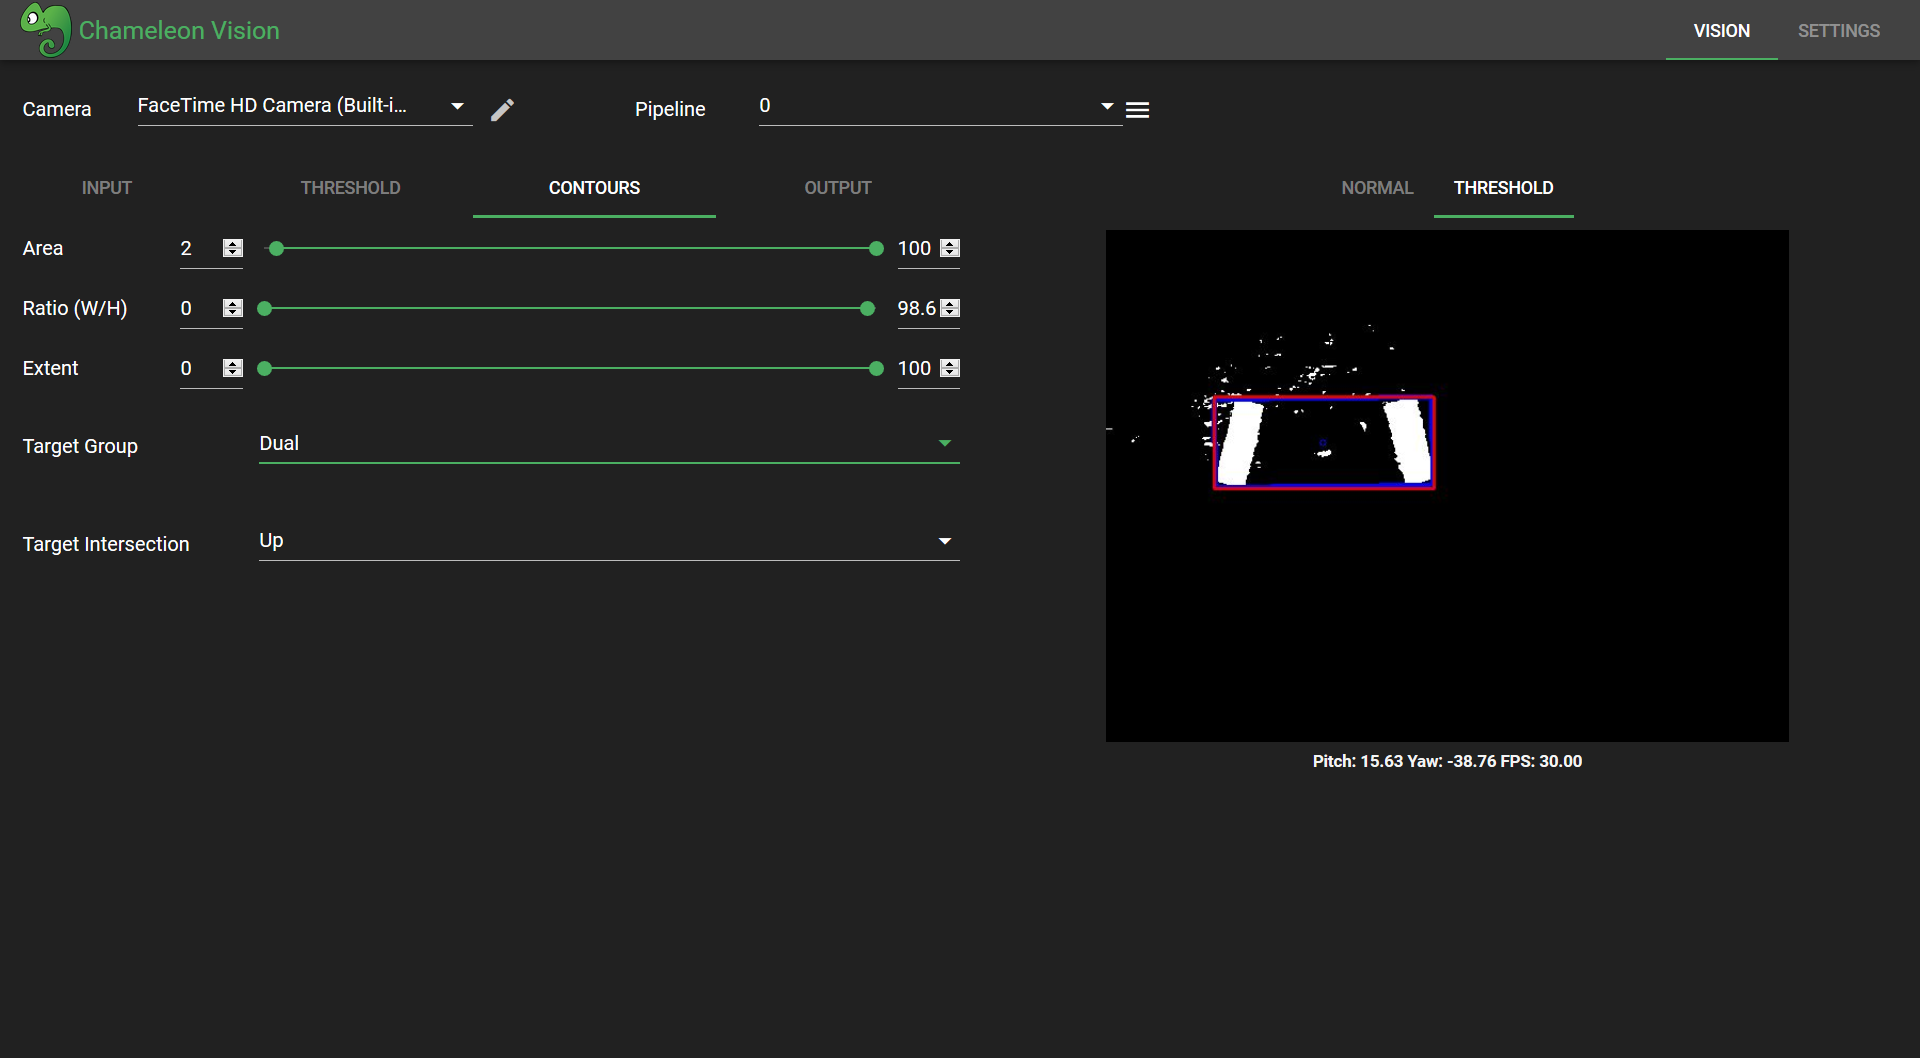 Chameleon Vision
VISION SETTINGS
Camera FaceTime HD Camera (Built-i... Pipeline 0
INPUT THRESHOLD CONTOURS OUTPUT NORMAL THRESHOLD
Area 2 100
Ratio (W/H) 0 98.6
Extent 0 100
Target Group Dual
Target Intersection Up
Pitch: 15.63 Yaw: -38.76 FPS: 30.00